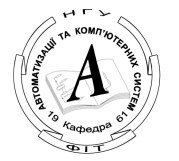 НГУ
АВТОМАТИЗАЦІЇ ТА КОМП'ЮТЕРНИХ СИСТЕМ
А
19 Кафедра 61
ФІТ